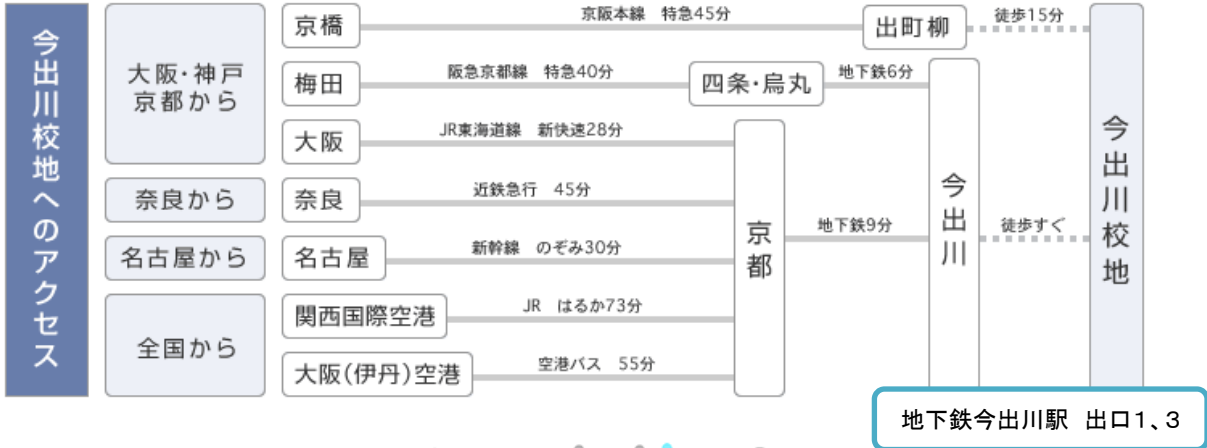 今出川校地へのアクセス
大阪・神戸
京都から
京橋
京阪本線 特急45分
出町柳
徒歩15分
梅田
阪急京都線 特急40分
四条・烏丸
地下鉄6分
大阪
JR東海道線 新快速28分
奈良から
奈良
近鉄急行 45分
名古屋から
名古屋
新幹線 のぞみ30分
全国から
関西国際空港
JR はるか73分
大阪(伊丹)空港
空港バス 55分
京都
地下鉄9分
今出川
徒歩すぐ
今出川校地
地下鉄今出川駅 出口1、3